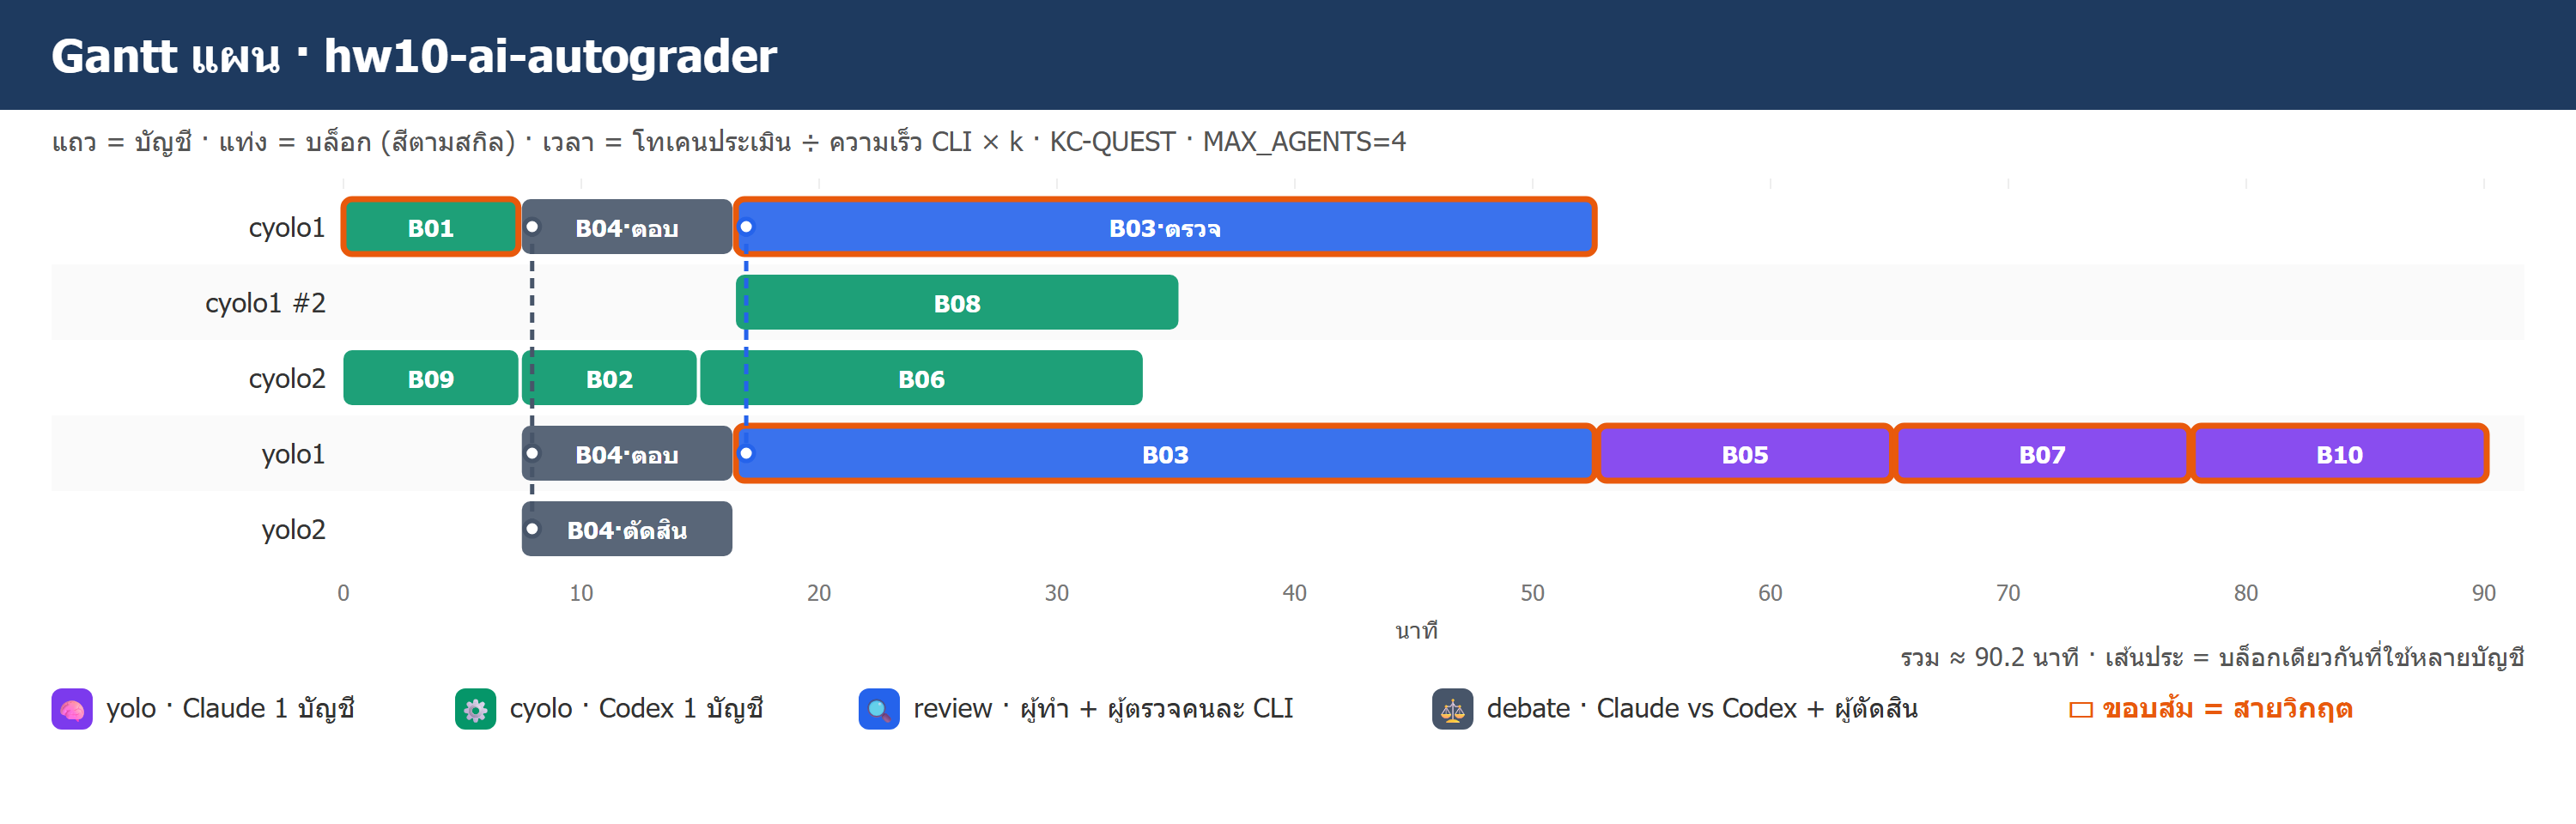 Gantt แผน · hw10-ai-autograder
แถว = บัญชี · แท่ง = บล็อก (สีตามสกิล) · เวลา = โทเคนประเมิน ÷ ความเร็ว CLI × k · KC-QUEST · MAX_AGENTS=4
cyolo1 B01 B04·ตอบ B03·ตรวจ
cyolo1 #2 B08
cyolo2 B09 B02 B06
yolo1 B04·ตอบ B03 B05 B07 B10
yolo2 B04·ตัดสิน
0 10 20 30 40 50 60 70 80 90
นาที
รวม ≈ 90.2 นาที · เส้นประ = บล็อกเดียวกันที่ใช้หลายบัญชี
yolo · Claude 1 บัญชี cyolo · Codex 1 บัญชี review · ผู้ทำ + ผู้ตรวจคนละ CLI debate · Claude vs Codex + ผู้ตัดสิน ขอบส้ม = สายวิกฤต